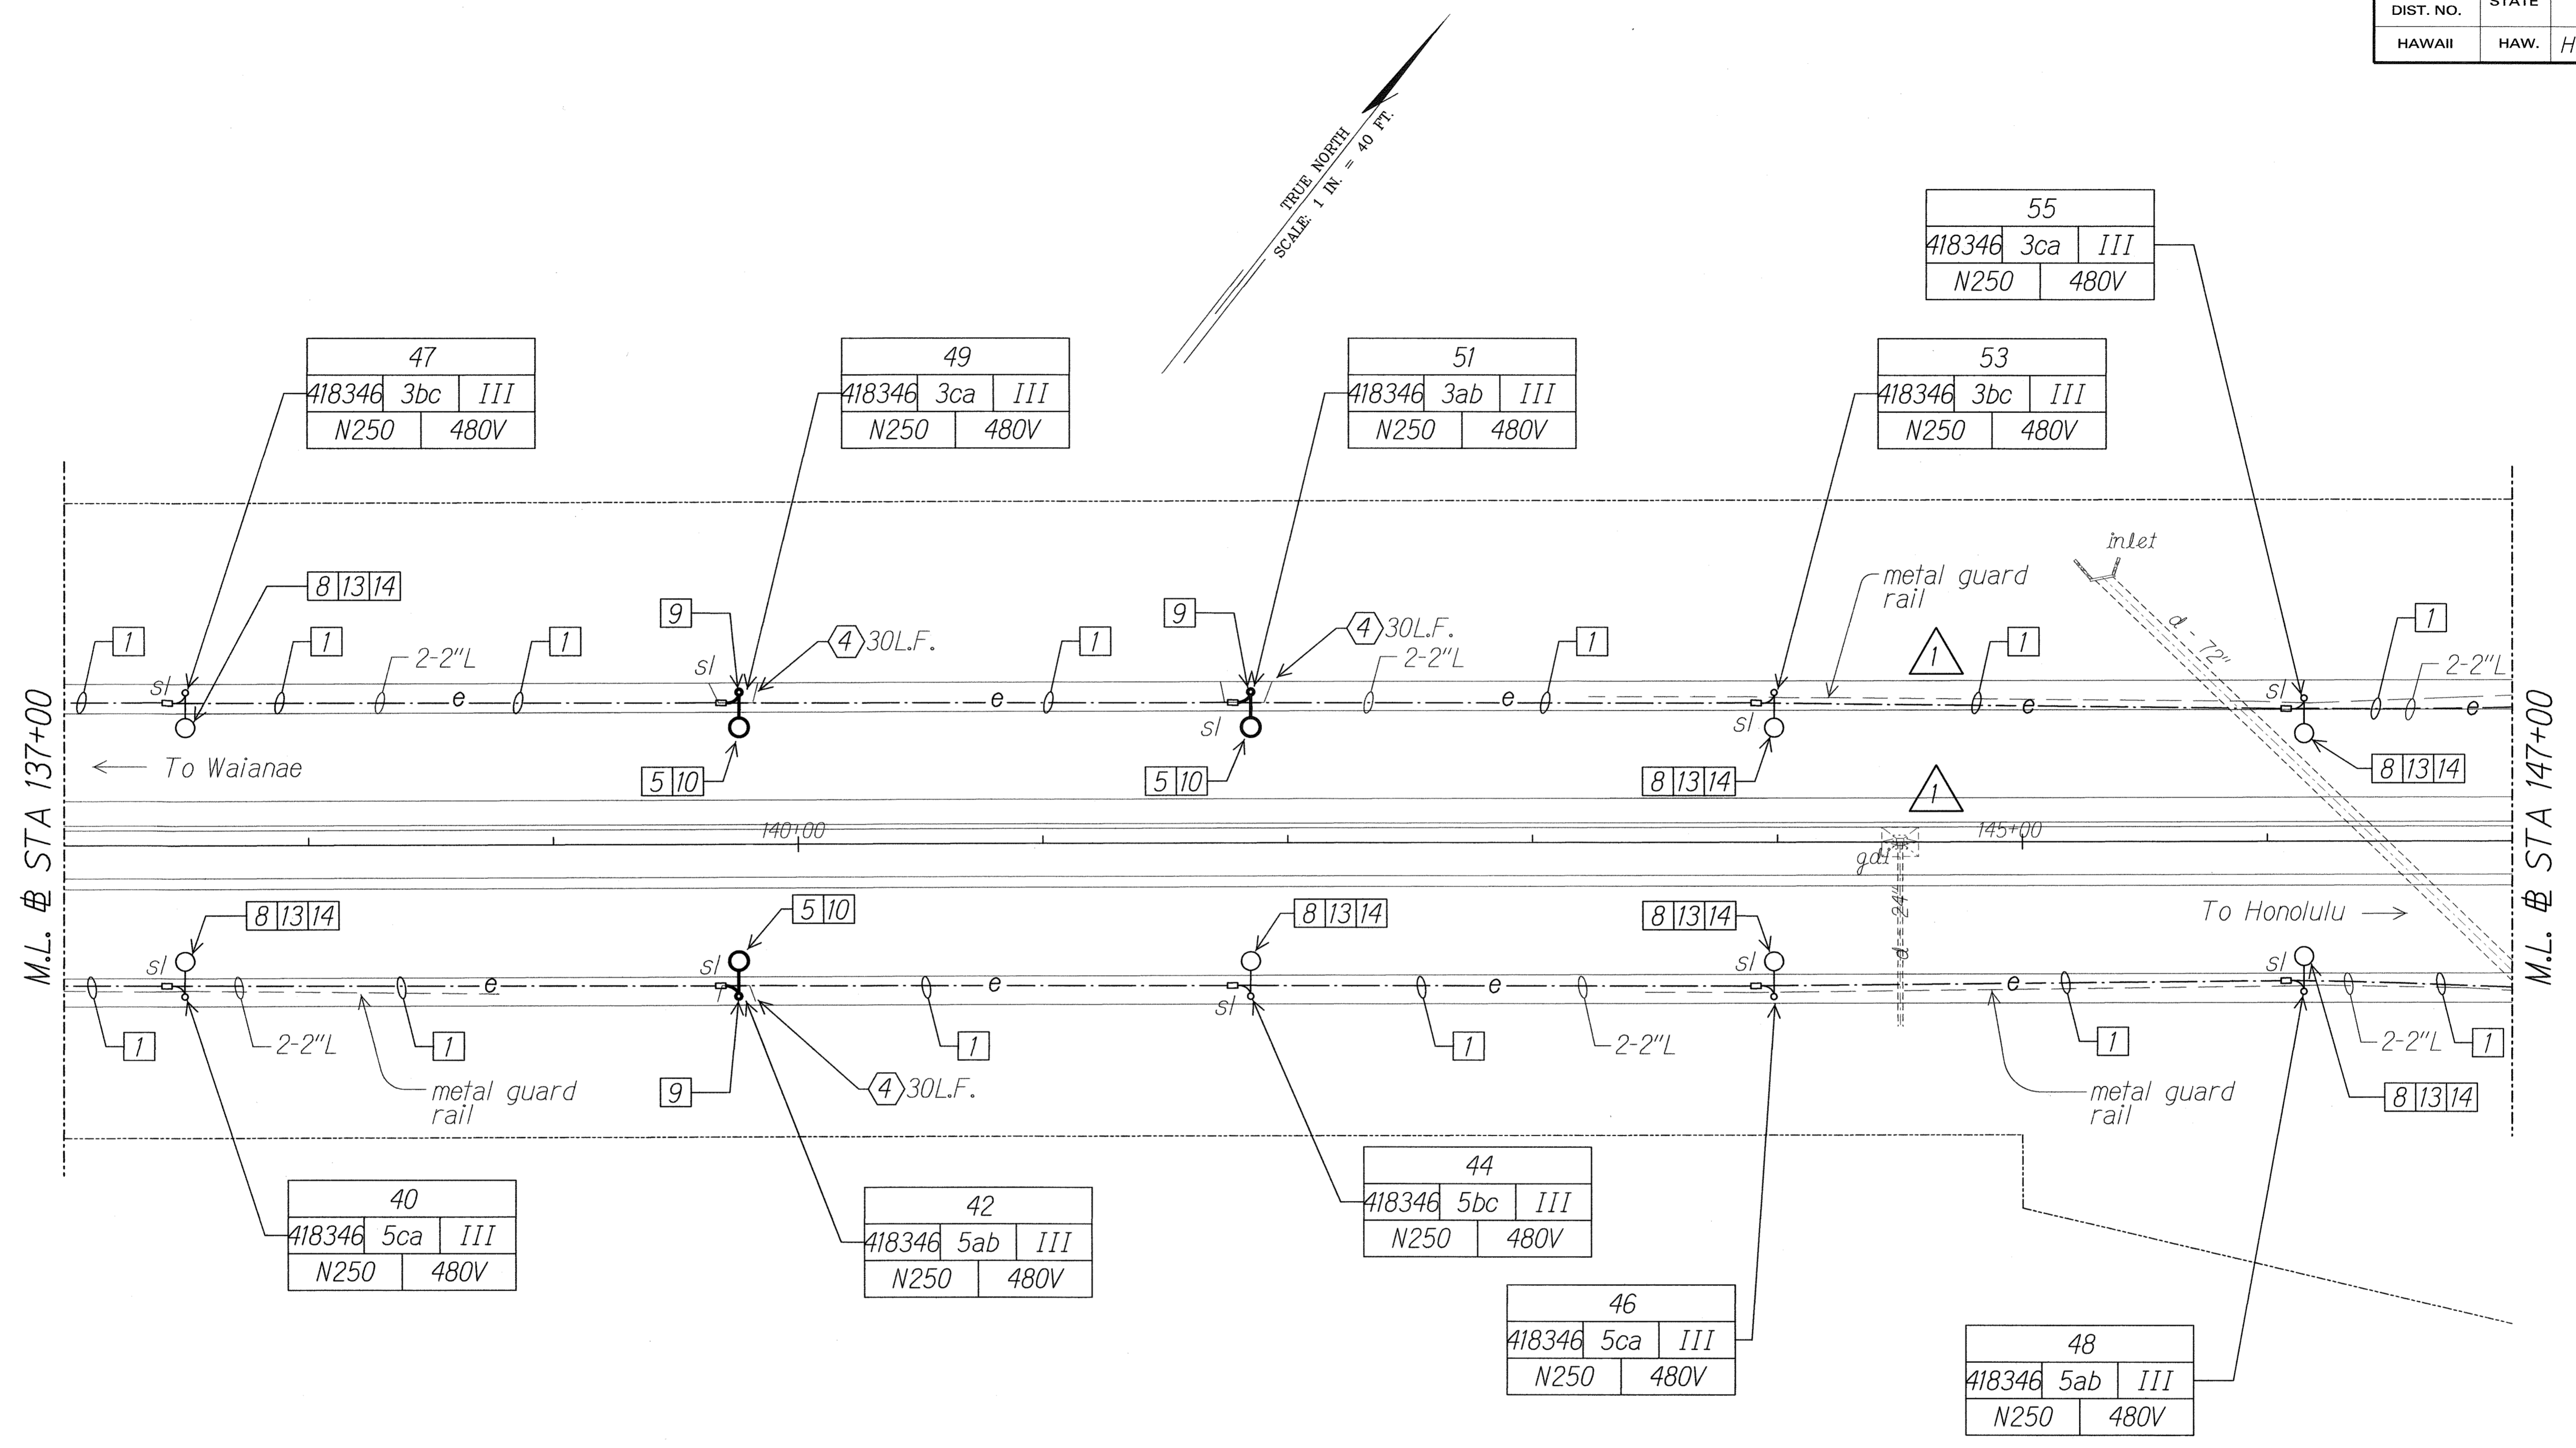 DIST. NO. STATE
HAWAII HAW. H
TRUE NORTH
SCALE: 1 IN. = 40 FT.
55
418346 3ca III
N250 480V
47
418346 3bc III
N250 480V
49
418346 3ca III
N250 480V
51
418346 3ab III
N250 480V
53
418346 3bc III
N250 480V
inlet
d - 72"
metal guard
rail
8 13 14
9
9
1
1
2-2"L
1
sl
4 30L.F.
1
4 30L.F.
2-2"L
1
1
1
1
2-2"L
sl
e
e
sl
e
sl
e
sl
e
To Waianae
5 10
5 10
8 13 14
8 13 14
1
M.L. B STA 137+00
M.L. B STA 147+00
140+00
145+00
gdi
d - 24"
8 13 14
5 10
8 13 14
8 13 14
To Honolulu
sl
e
sl
e
sl
e
sl
e
sl
1
2-2"L
1
1
1
2-2"L
1
2-2"L
1
metal guard
rail
9
4 30L.F.
metal guard
rail
8 13 14
40
418346 5ca III
N250 480V
42
418346 5ab III
N250 480V
44
418346 5bc III
N250 480V
46
418346 5ca III
N250 480V
48
418346 5ab III
N250 480V